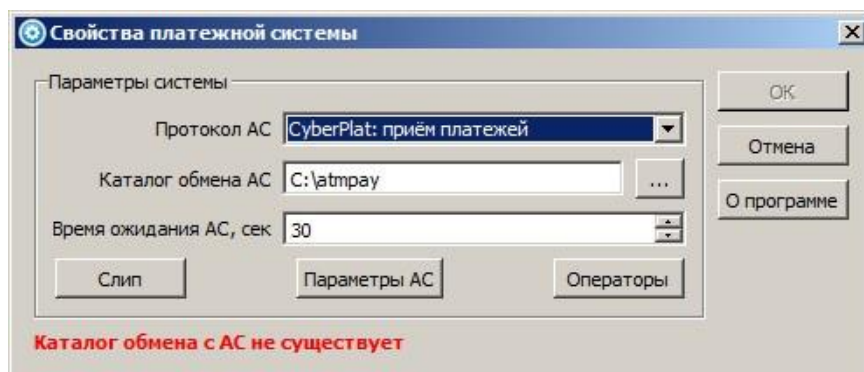 Свойства платежной системы
Параметры системы
Протокол АС CyberPlat: приём платежей
Каталог обмена АС C:\atmpay ...
Время ожидания АС, сек 30
Слип Параметры АС Операторы
OK
Отмена
О программе
Каталог обмена с АС не существует